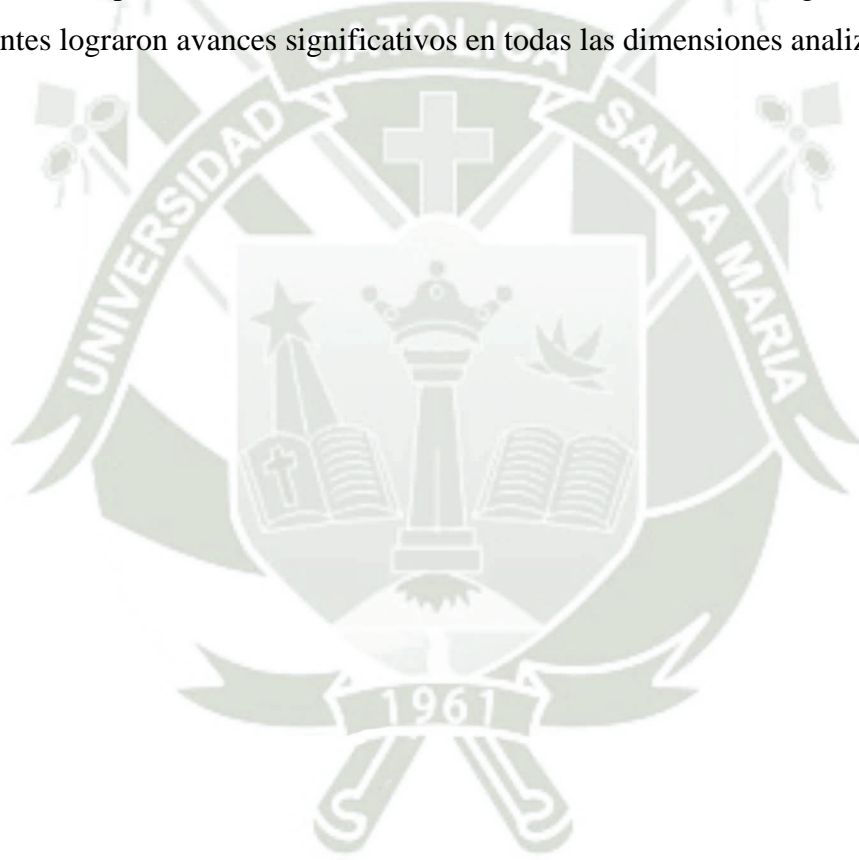 ntes lograron avances significativos en todas las dimensiones analiz
UNIVERSIDAD CATOLICA SANTA MARIA
1961